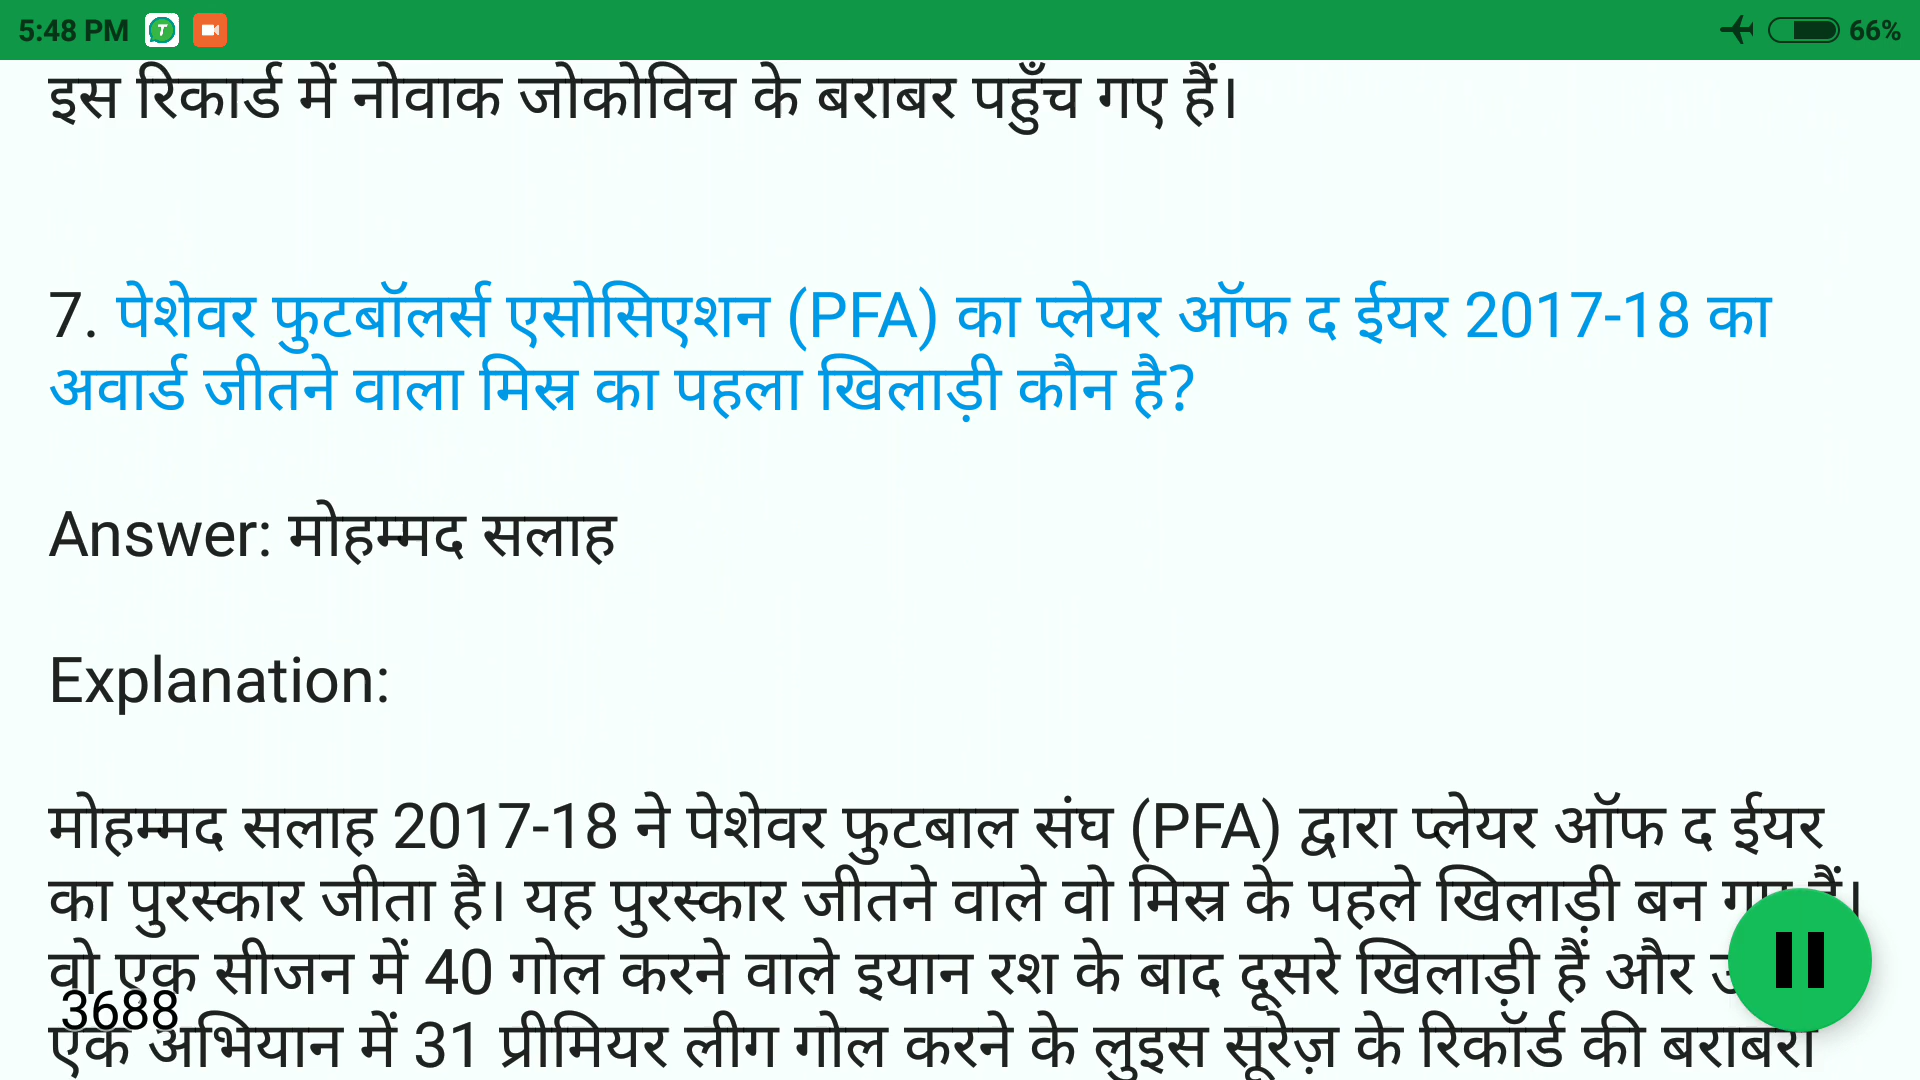 5:48 PM
66%
इस रिकार्ड में नोवाक जोकोविच के बराबर पहुँच गए हैं।
7. पेशेवर फुटबॉलर्स एसोसिएशन (PFA) का प्लेयर ऑफ द ईयर 2017-18 का
अवार्ड जीतने वाला मिस्र का पहला खिलाड़ी कौन है?
Answer: मोहम्मद सलाह
Explanation:
मोहम्मद सलाह 2017-18 ने पेशेवर फुटबाल संघ (PFA) द्वारा प्लेयर ऑफ द ईयर
का पुरस्कार जीता है। यह पुरस्कार जीतने वाले वो मिस्र के पहले खिलाड़ी बन
वो एक सीजन में 40 गोल करने वाले इयान रश के बाद दूसरे खिलाड़ी हैं और
3688
एक अभियान में 31 प्रीमियर लीग गोल करने के लुइस सूरेज़ के रिकॉर्ड की बराबरी